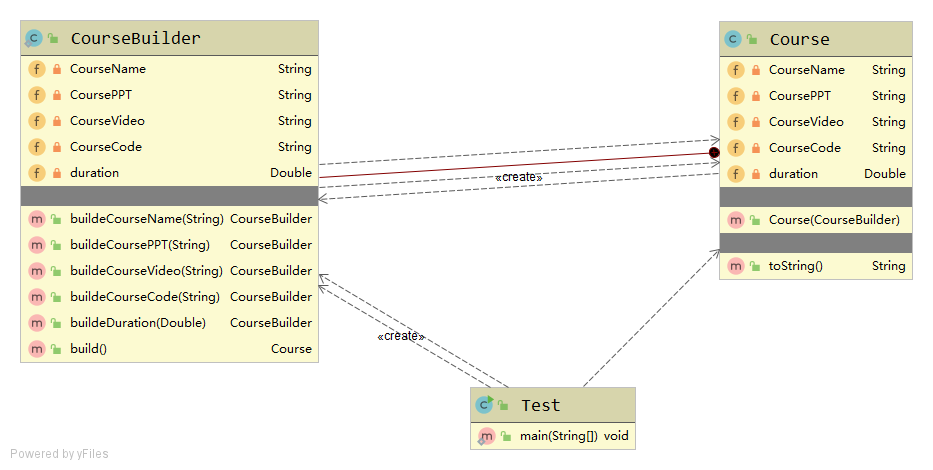 CourseBuilder
CourseName String
CoursePPT String
CourseVideo String
CourseCode String
duration Double
buildeCourseName(String) CourseBuilder
buildeCoursePPT(String) CourseBuilder
buildeCourseVideo(String) CourseBuilder
buildeCourseCode(String) CourseBuilder
buildeDuration(Double) CourseBuilder
build() Course
«create»
Course
CourseName String
CoursePPT String
CourseVideo String
CourseCode String
duration Double
Course(CourseBuilder)
toString() String
«create»
Test
main(String[]) void
Powered by yFiles